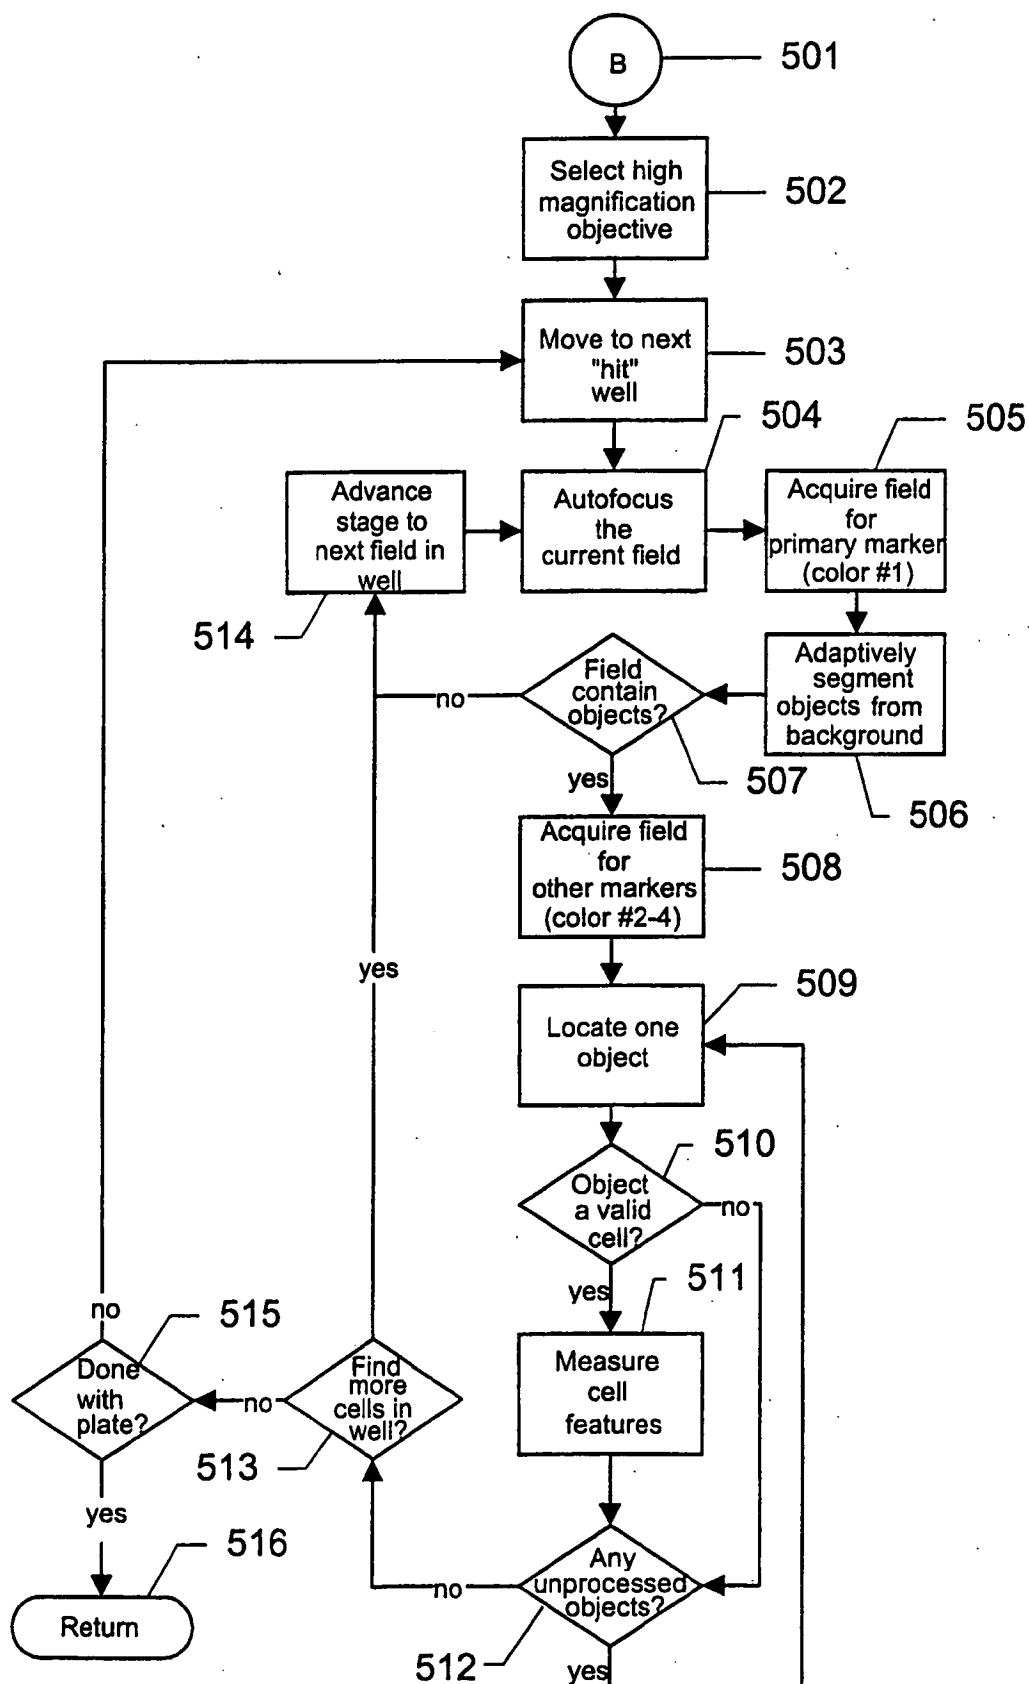 B
501
Select high
magnification
objective
502
Move to next
"hit"
well
503
504
505
Advance
stage to
next field in
well
Autofocus
the
current field
Acquire field
for
primary marker
(color #1)
514
Field
contain
objects?
no
Adaptively
segment
objects from
background
yes
507
506
Acquire field
for
other markers
(color #2-4)
508
yes
509
Locate one
object
510
Object
a valid
cell?
no
yes
511
no
515
Done
with
plate?
no
Find
more
cells in
well?
Measure
cell
features
513
yes
516
Return
Any
unprocessed
objects?
no
512
yes